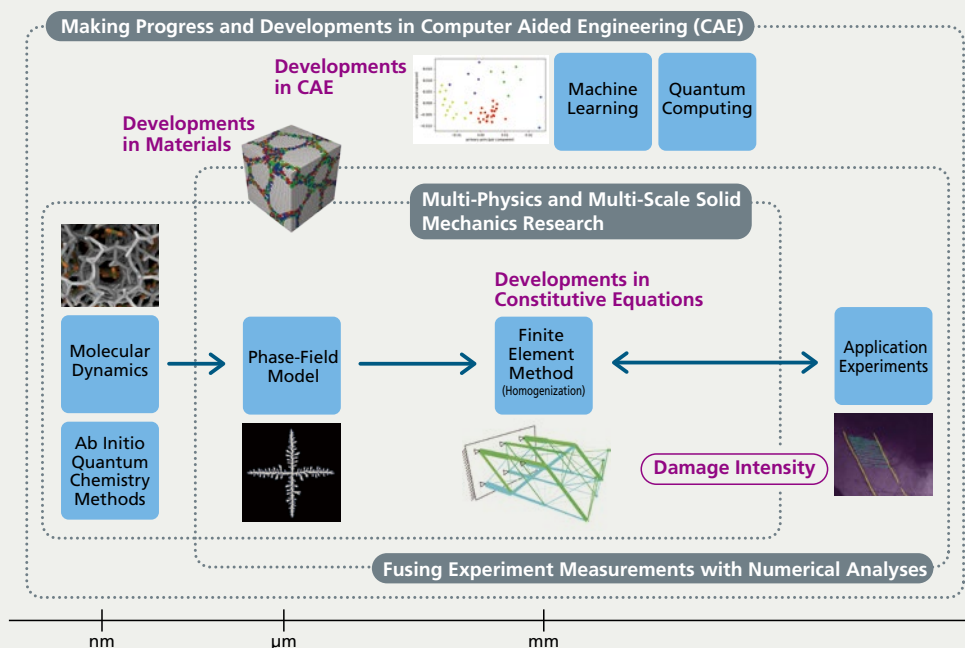 Making Progress and Developments in Computer Aided Engineering (CAE)
Developments
in CAE
Machine
Learning
Quantum
Computing
Developments
in Materials
Multi-Physics and Multi-Scale Solid
Mechanics Research
Developments in
Constitutive Equations
Molecular
Dynamics
Phase-Field
Model
Finite
Element
Method
(Homogenization)
Application
Experiments
Ab Initio
Quantum
Chemistry
Methods
Damage Intensity
Fusing Experiment Measurements with Numerical Analyses
nm
μm
mm